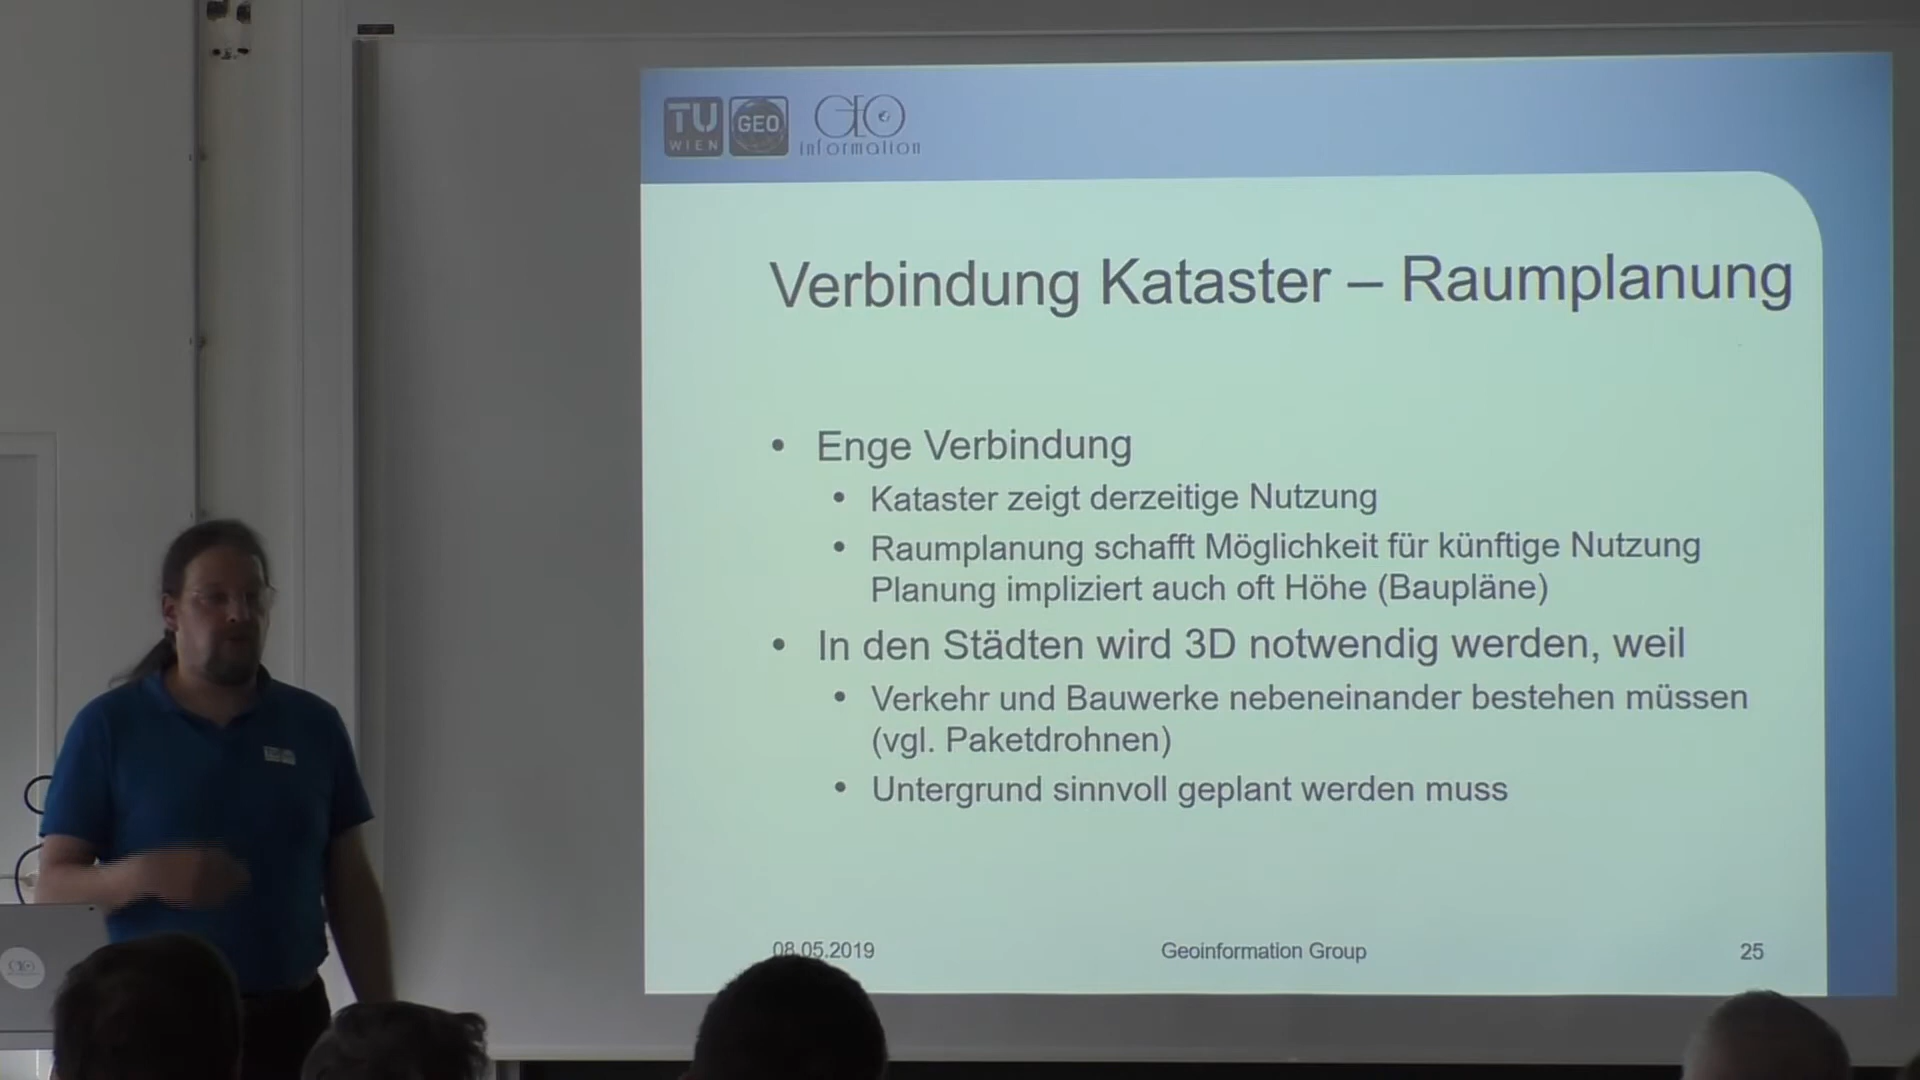 TU
WIEN
GEO
GEO
information
Verbindung Kataster – Raumplanung
• Enge Verbindung
• Kataster zeigt derzeitige Nutzung
• Raumplanung schafft Möglichkeit für künftige Nutzung
Planung impliziert auch oft Höhe (Baupläne)
• In den Städten wird 3D notwendig werden, weil
• Verkehr und Bauwerke nebeneinander bestehen müssen
(vgl. Paketdrohnen)
• Untergrund sinnvoll geplant werden muss
08.05.2019
Geoinformation Group
25